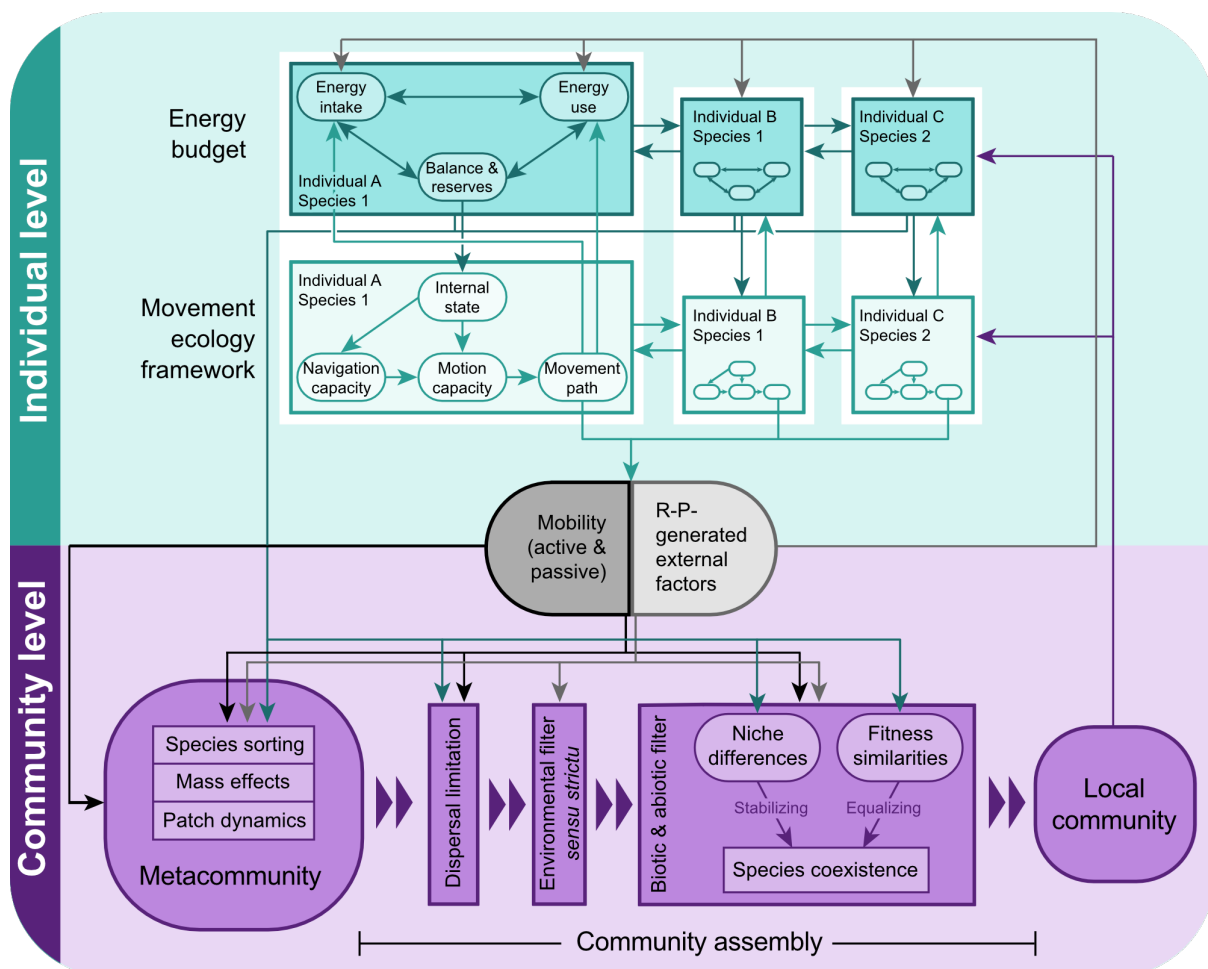 Individual level
Energy
budget
Energy
intake
Energy
use
Balance &
reserves
Individual A
Species 1
Individual B
Species 1
Individual C
Species 2
Movement
ecology
framework
Individual A
Species 1
Internal
state
Navigation
capacity
Motion
capacity
Movement
path
Individual B
Species 1
Individual C
Species 2
Mobility
(active &
passive)
R-P-
generated
external
factors
Community level
Species sorting
Mass effects
Patch dynamics
Metacommunity
Dispersal limitation
Environmental filter
sensu strictu
Biotic & abiotic filter
Niche
differences
Fitness
similarities
Stabilizing
Equalizing
Species coexistence
Local
community
Community assembly